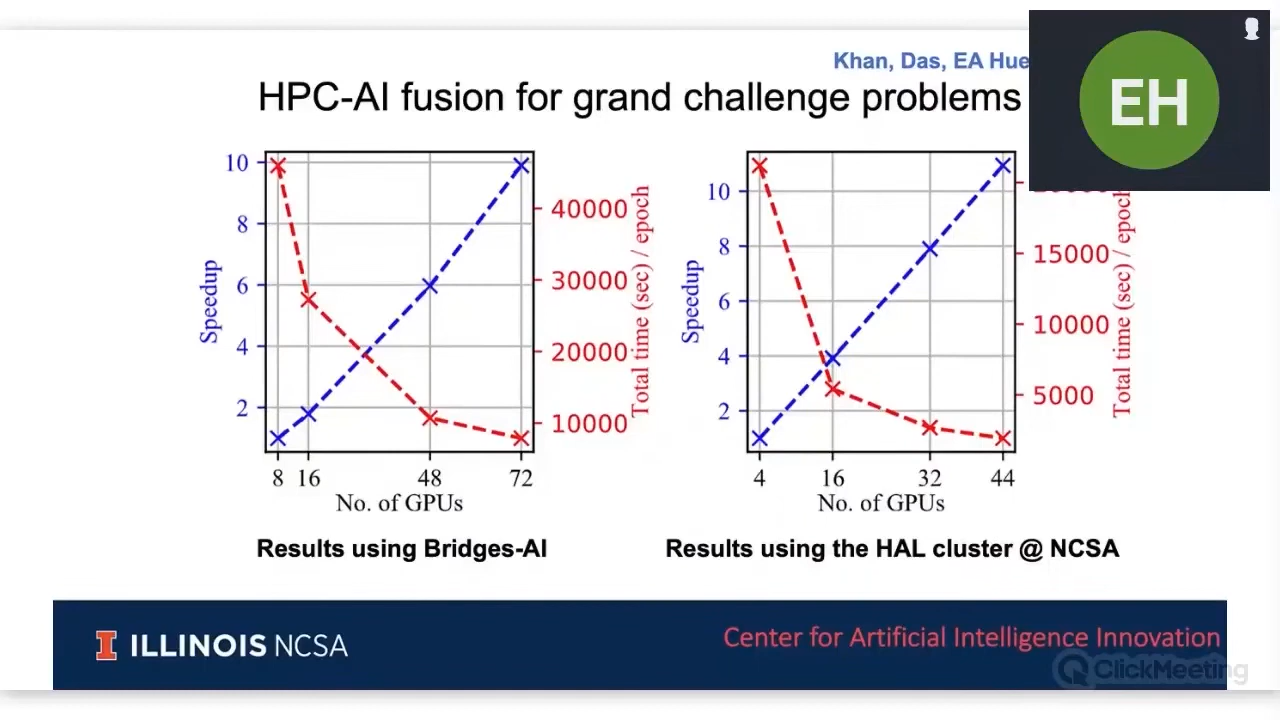 Khan, Das, EA
HPC-AI fusion for grand challenge problems
EH
10
8
6
4
2
Speedup
40000
30000
20000
10000
Total time (sec) / epoch
8 16 48 72
No. of GPUs
Results using Bridges-AI
10
8
6
4
2
Speedup
15000
10000
5000
Total time (sec) / epoch
4 16 32 44
No. of GPUs
Results using the HAL cluster @ NCSA
I ILLINOIS NCSA
Center for Artificial Intelligence Innovation
ClickMeeting